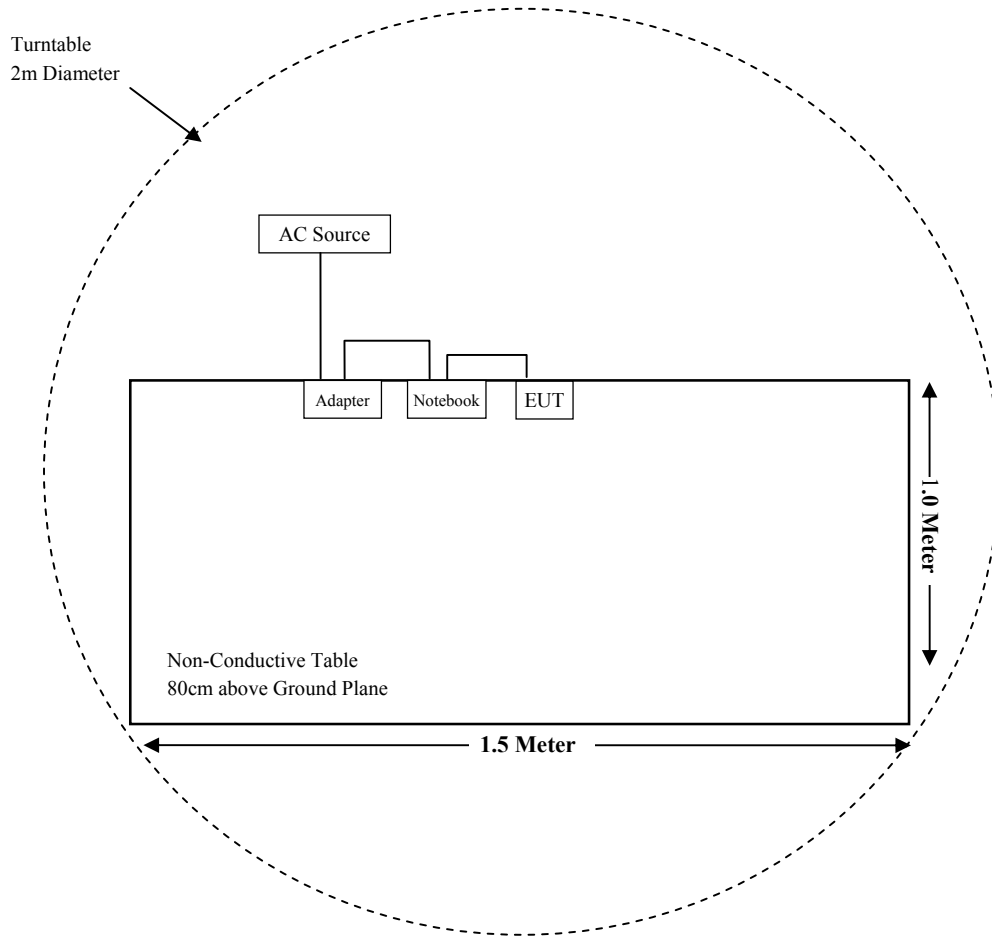 Turntable
2m Diameter
AC Source
Adapter
Notebook
EUT
1.0 Meter
Non-Conductive Table
80cm above Ground Plane
1.5 Meter